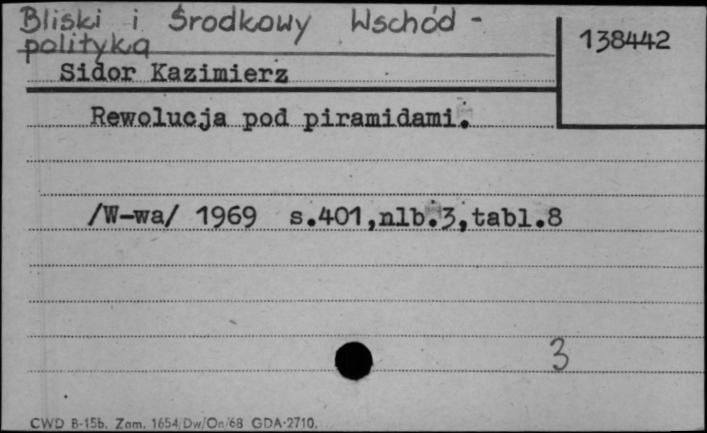 Bliski i Środkowy Wschód -
polityka
138442
Sidor Kazimierz
Rewolucja pod piramidami.
/W-wa/ 1969 s.401,nlb.3,tabl.8
3
CWD B-15b. Zam. 1654/Dw/On/68 GDA-2710.